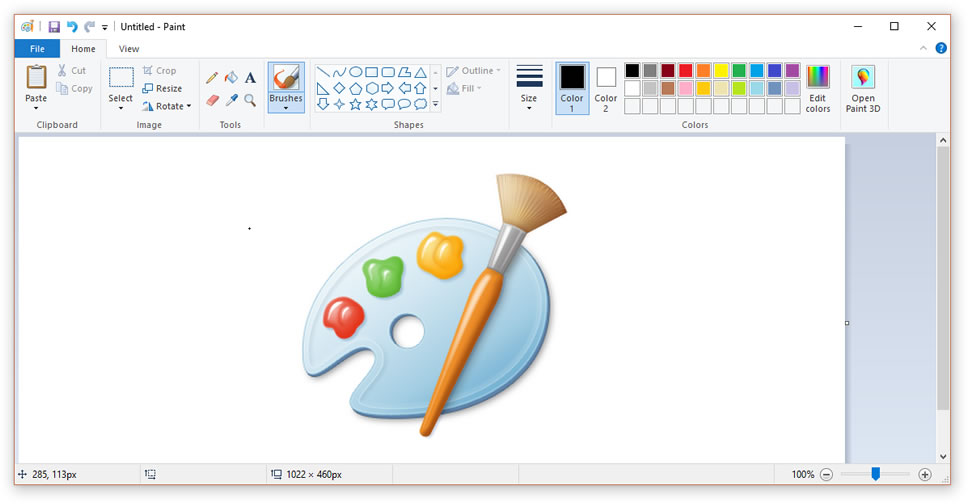 Untitled - Paint
File Home View
Paste
Cut
Copy
Clipboard
Select
Crop
Resize
Rotate
Image
A
Tools
Brushes
Outline
Fill
Shapes
Size
Color
1
Color
2
Edit
colors
Colors
Open
Paint 3D
285, 113px
1022 × 460px
100%